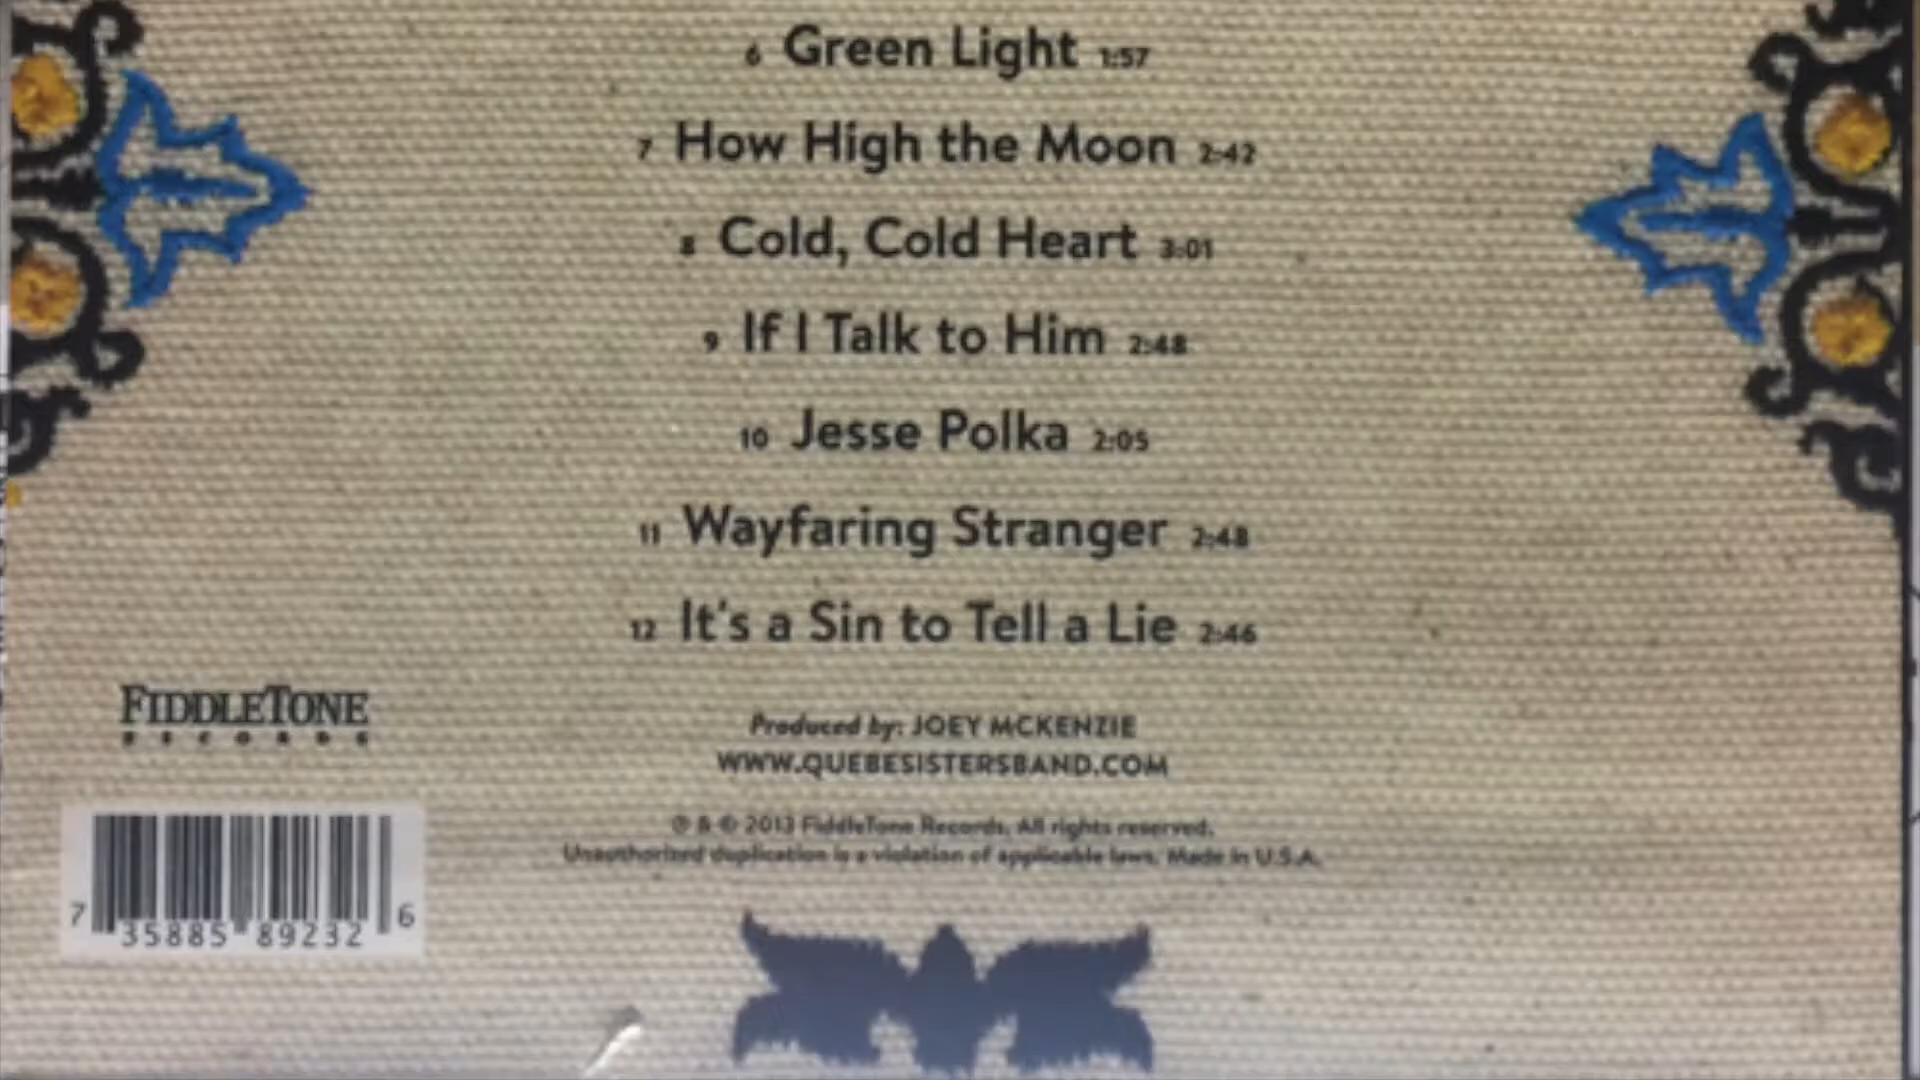 6 Green Light 1:57
7 How High the Moon 2:42
8 Cold, Cold Heart 3:01
9 If I Talk to Him 2:48
10 Jesse Polka 2:05
11 Wayfaring Stranger 2:48
12 It's a Sin to Tell a Lie 2:46
FIDDLETONE
RECORDS
Produced by: JOEY MCKENZIE
WWW.QUEBESISTERSBAND.COM
℗ & © 2013 FiddleTone Records. All rights reserved.
Unauthorized duplication is a violation of applicable laws. Made in U.S.A.
7 35885 89232 6